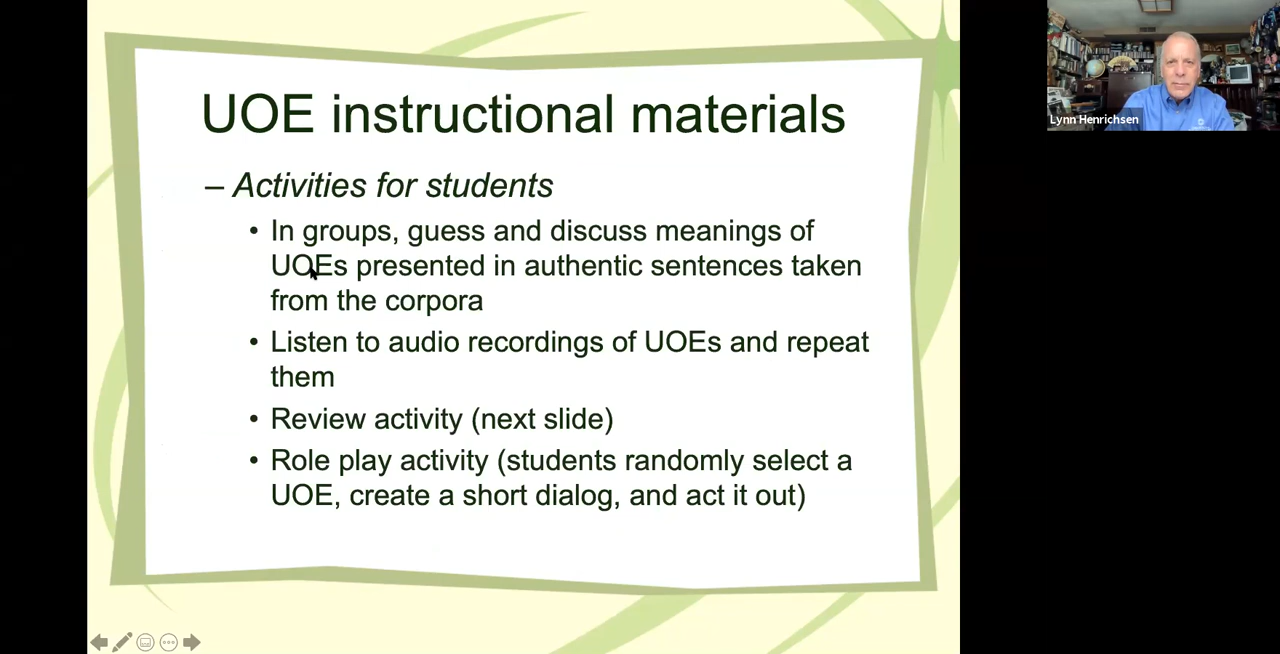 UOE instructional materials
– Activities for students
• In groups, guess and discuss meanings of
UOEs presented in authentic sentences taken
from the corpora
• Listen to audio recordings of UOEs and repeat
them
• Review activity (next slide)
• Role play activity (students randomly select a
UOE, create a short dialog, and act it out)
Lynn Henrichsen